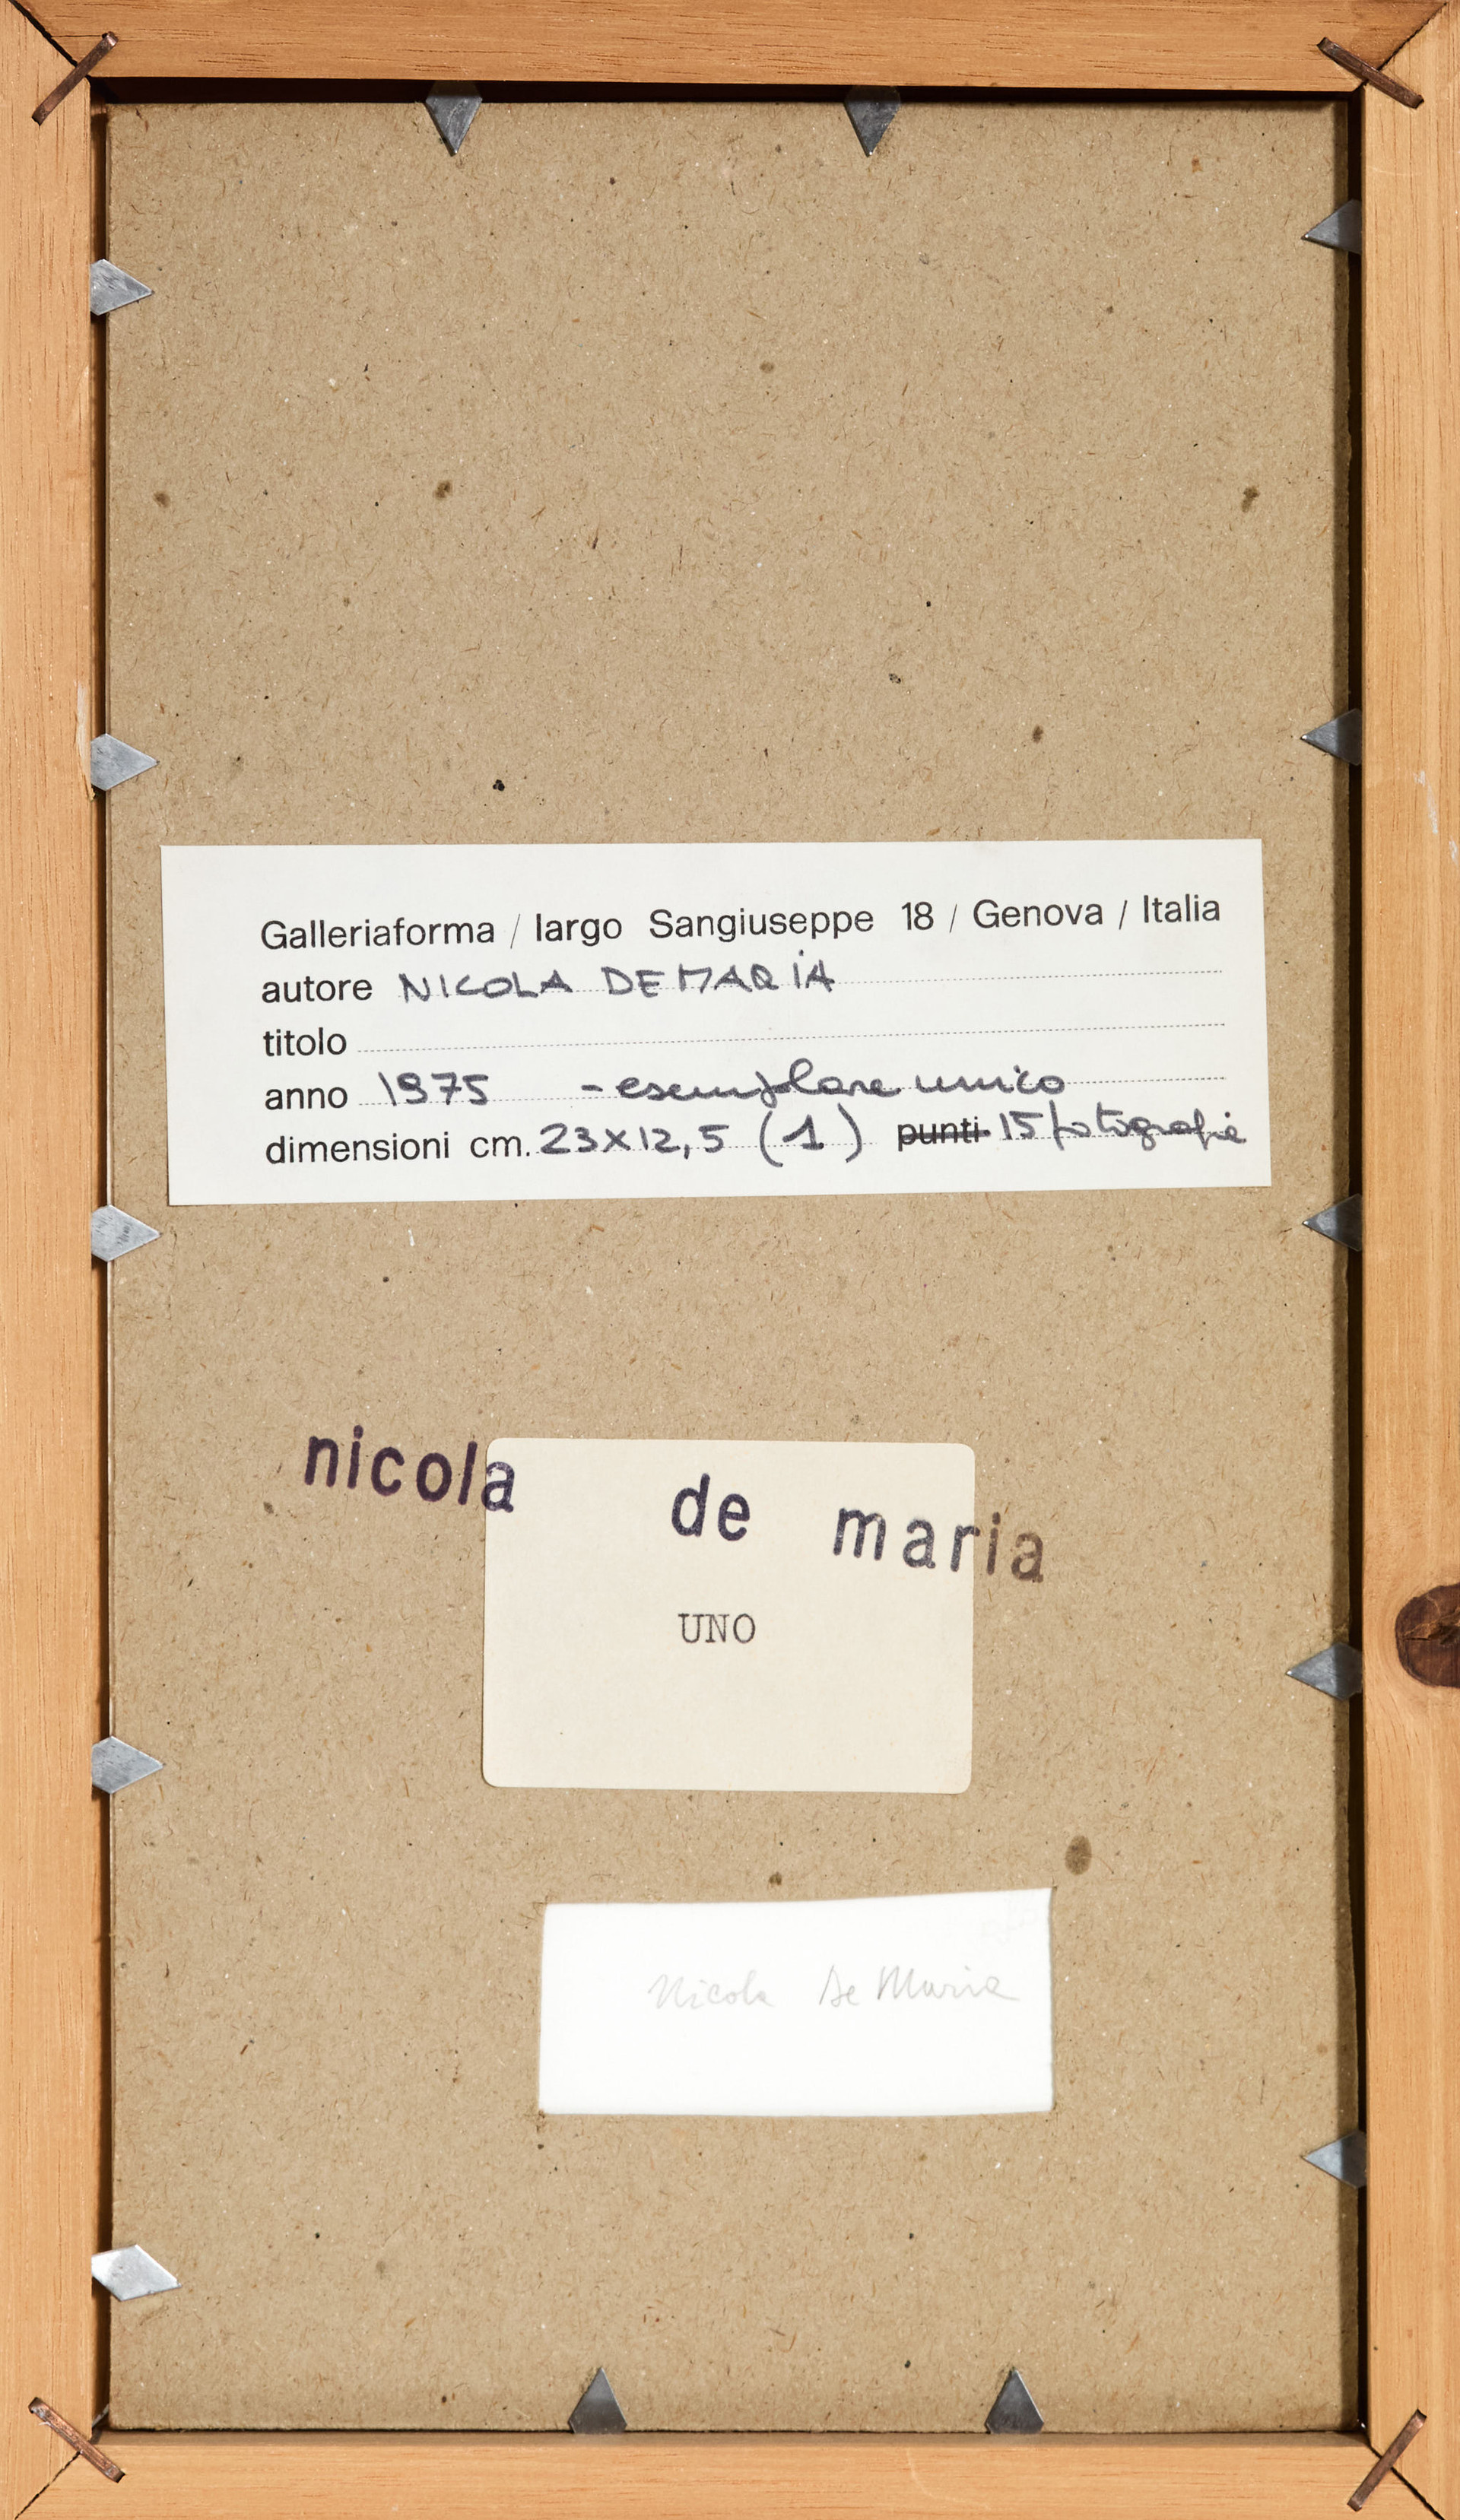 Galleriaforma / largo Sangiuseppe 18 / Genova / Italia
autore NICOLA DE MARIA
titolo
anno 1975 - esemplare unico
dimensioni cm. 23x12,5 (1) punti 15 fotografie
nicola de maria
UNO
Nicola De Maria